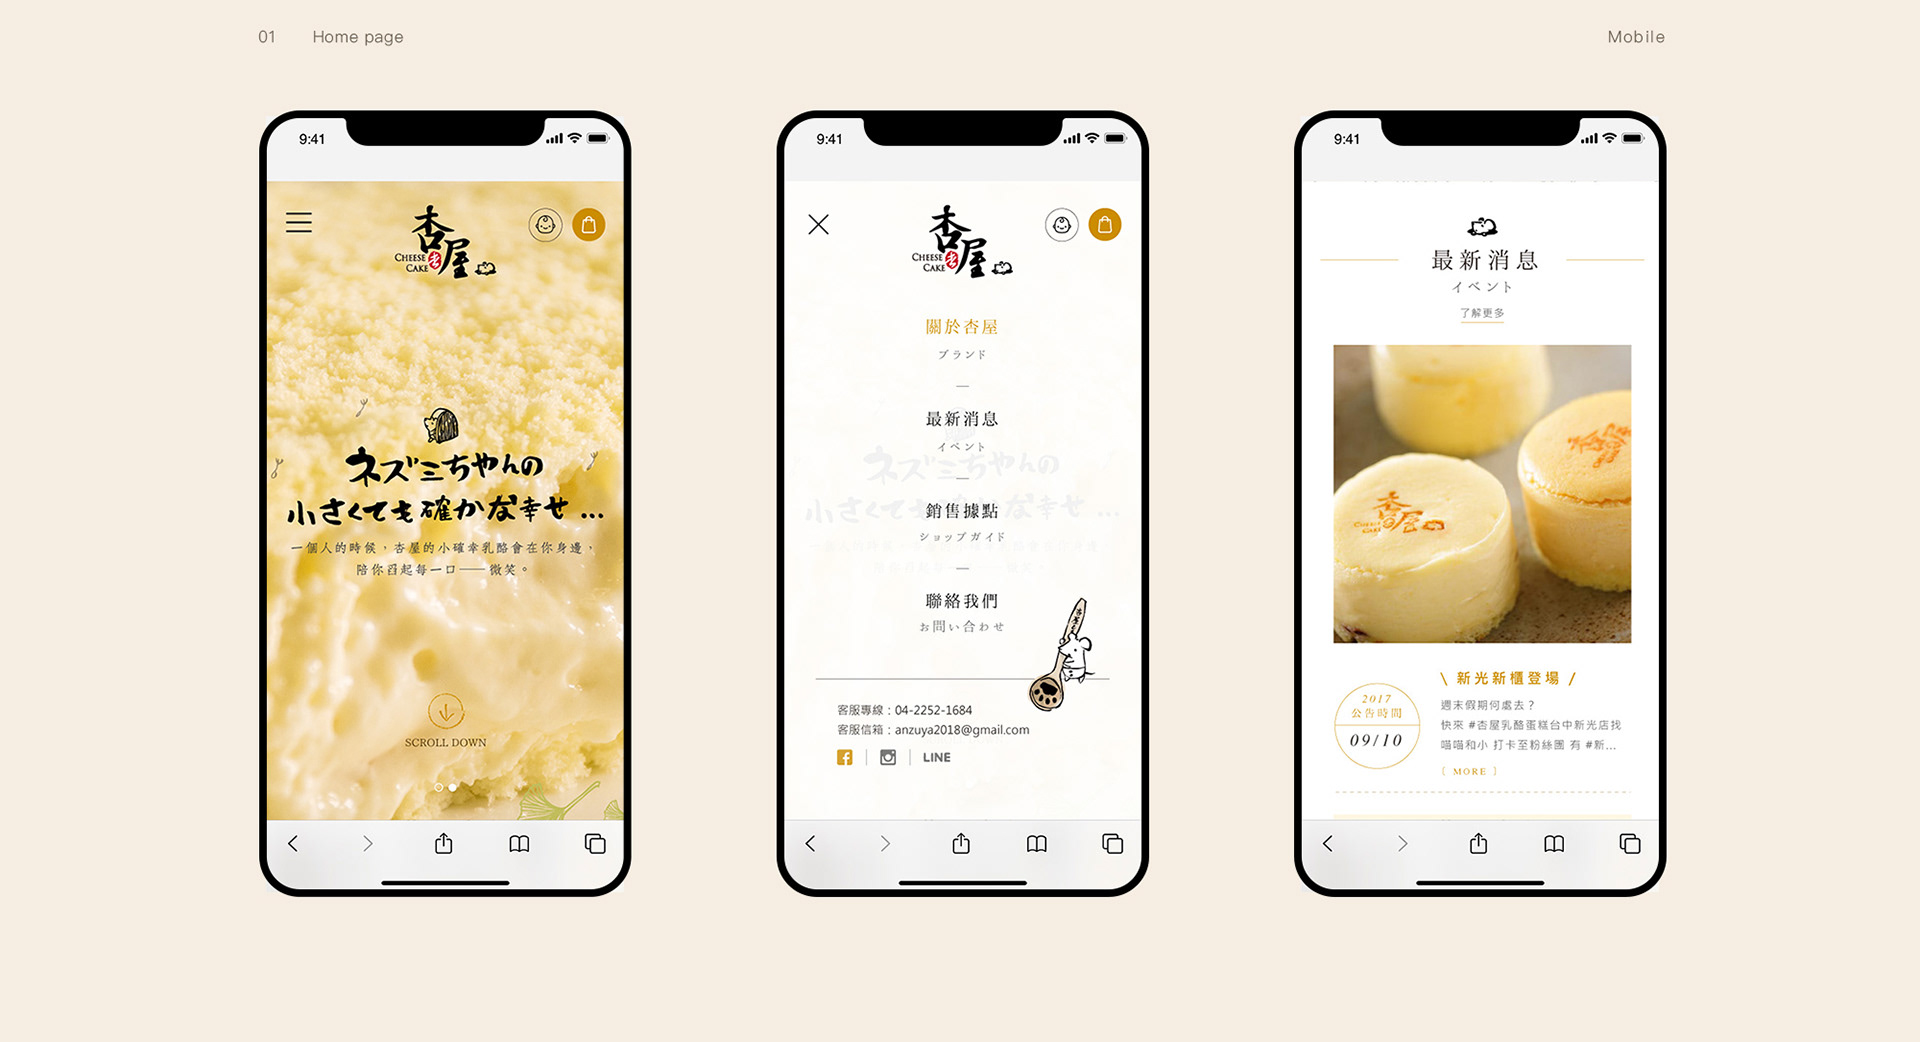 01 Home page
Mobile
9:41
杏屋
CHEESE
CAKE
ネズミちゃんの
小さくても確かな幸せ ...
一個人的時候，杏屋的小確幸乳酪會在你身邊，
陪你舀起每一口——微笑。
SCROLL DOWN
9:41
杏屋
CHEESE
CAKE
關於杏屋
ブランド
最新消息
イベント
銷售據點
ショップガイド
聯絡我們
お問い合わせ
客服專線：04-2252-1684
客服信箱：anzuya2018@gmail.com
LINE
9:41
最新消息
イベント
了解更多
杏屋
CHEESE
CAKE
\ 新光新櫃登場 /
2017
公告時間
09/10
週末假期何處去？
快來 #杏屋乳酪蛋糕台中新光店找
喵喵和小 打卡至粉絲團 有 #新...
〔 MORE 〕